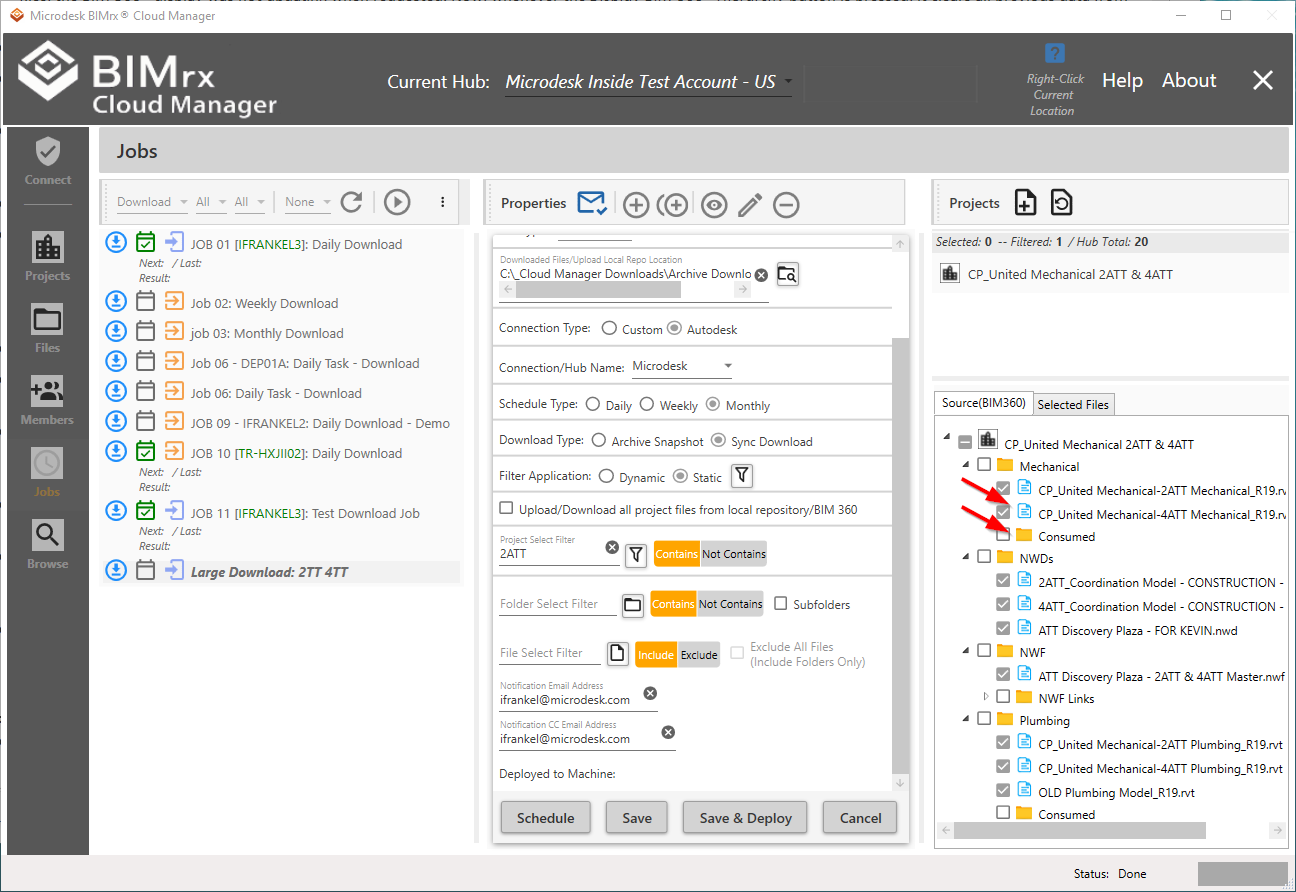 Microdesk BIMrx® Cloud Manager
BIMrx
Cloud Manager
Current Hub: Microdesk Inside Test Account - US
?
Right-Click
Current
Location
Help
About
Connect
Projects
Files
Members
Jobs
Browse
Jobs
Download All All None
JOB 01 [IFRANKEL3]: Daily Download
Next: / Last:
Result:
Job 02: Weekly Download
job 03: Monthly Download
Job 06 - DEP01A: Daily Task - Download
Job 06: Daily Task - Download
JOB 09 - IFRANKEL2: Daily Download - Demo
JOB 10 [TR-HXJII02]: Daily Download
Next: / Last:
Result:
JOB 11 [IFRANKEL3]: Test Download Job
Next: / Last:
Result:
Large Download: 2TT 4TT
Properties
Downloaded Files/Upload Local Repo Location
C:\_Cloud Manager Downloads\Archive Downlo
Connection Type: Custom Autodesk
Connection/Hub Name: Microdesk
Schedule Type: Daily Weekly Monthly
Download Type: Archive Snapshot Sync Download
Filter Application: Dynamic Static
Upload/Download all project files from local repository/BIM 360
Project Select Filter
2ATT Contains Not Contains
Folder Select Filter Contains Not Contains Subfolders
File Select Filter Include Exclude Exclude All Files
(Include Folders Only)
Notification Email Address
ifrankel@microdesk.com
Notification CC Email Address
ifrankel@microdesk.com
Deployed to Machine:
Schedule Save Save & Deploy Cancel
Projects
Selected: 0 -- Filtered: 1 / Hub Total: 20
CP_United Mechanical 2ATT & 4ATT
Source(BIM360) Selected Files
CP_United Mechanical 2ATT & 4ATT
Mechanical
CP_United Mechanical-2ATT Mechanical_R19.rv
CP_United Mechanical-4ATT Mechanical_R19.rv
Consumed
NWDs
2ATT_Coordination Model - CONSTRUCTION -
4ATT_Coordination Model - CONSTRUCTION -
ATT Discovery Plaza - FOR KEVIN.nwd
NWF
ATT Discovery Plaza - 2ATT & 4ATT Master.nwf
NWF Links
Plumbing
CP_United Mechanical-2ATT Plumbing_R19.rvt
CP_United Mechanical-4ATT Plumbing_R19.rvt
OLD Plumbing Model_R19.rvt
Consumed
Status: Done